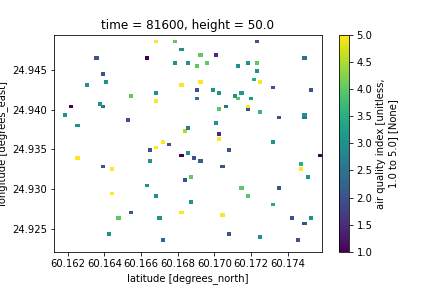 time = 81600, height = 50.0
24.945
24.940
24.935
24.930
24.925
longitude [degrees_east]
60.162 60.164 60.166 60.168 60.170 60.172 60.174
latitude [degrees_north]
5.0
4.5
4.0
3.5
3.0
2.5
2.0
1.5
1.0
air quality index [unitless,
1.0 to 5.0] [None]